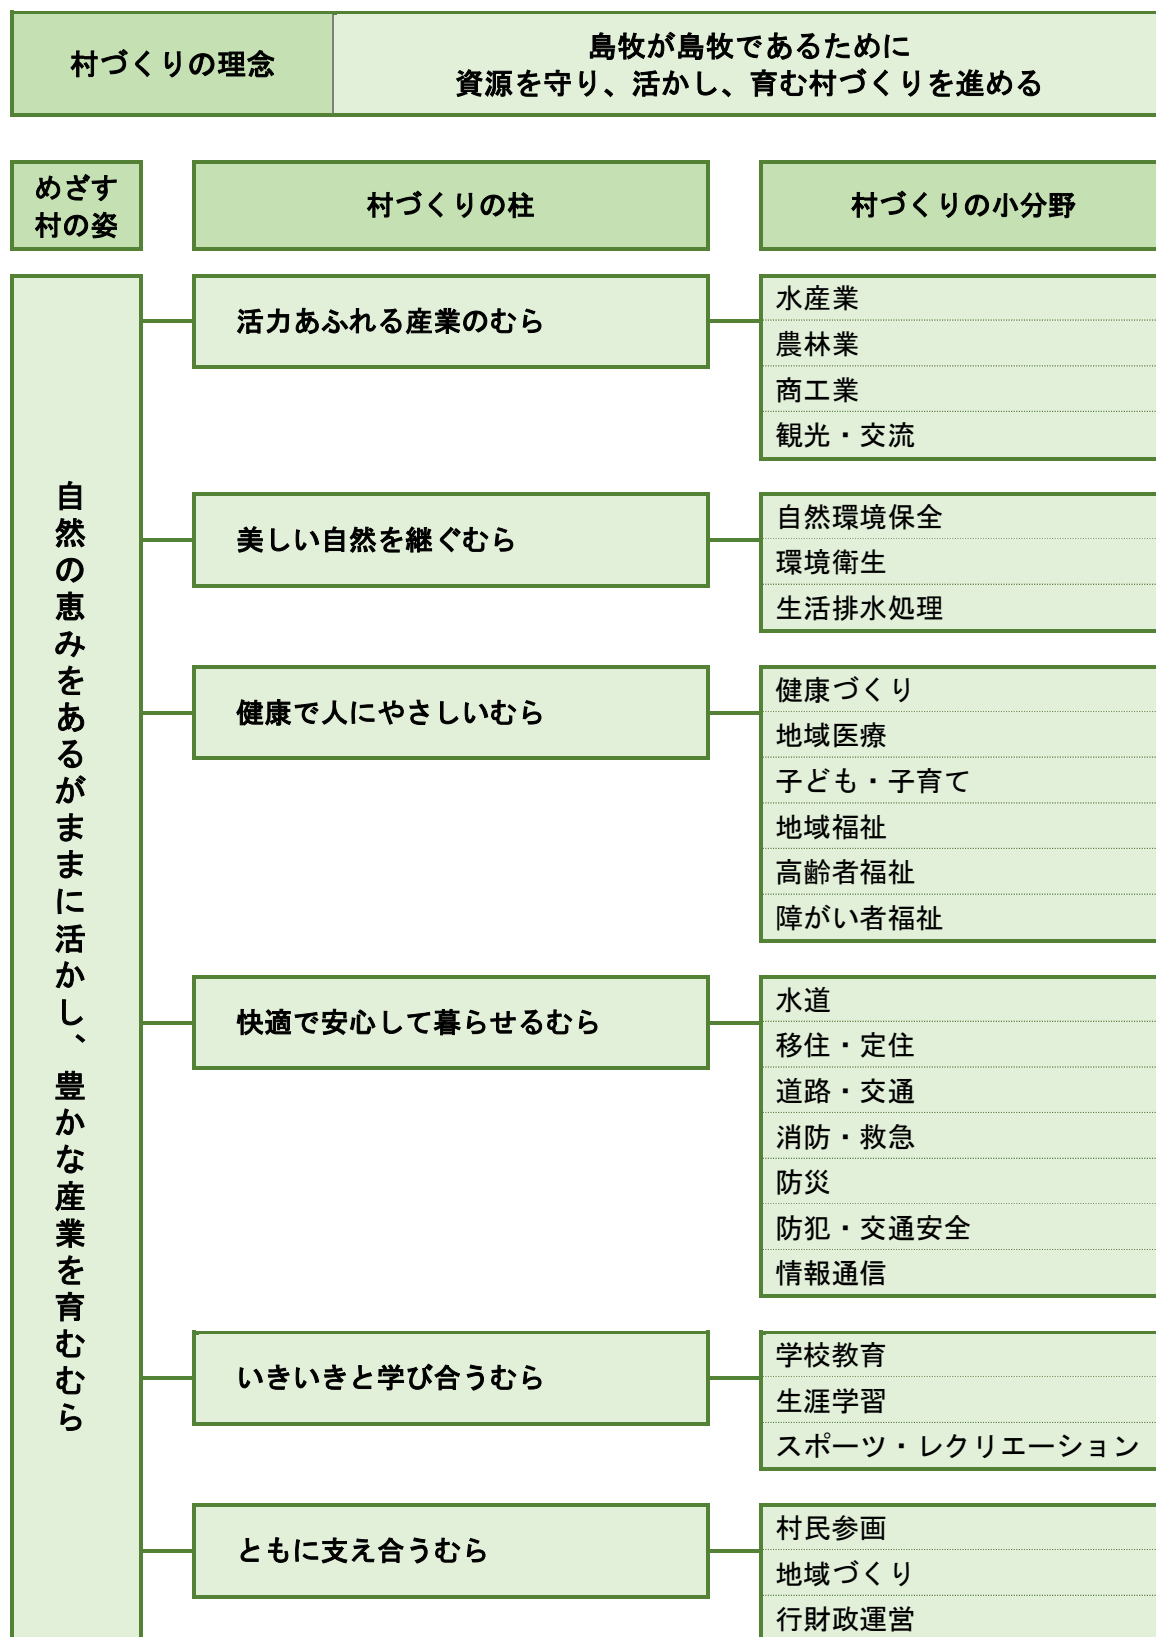 村づくりの理念
島牧が島牧であるために
資源を守り、活かし、育む村づくりを進める
めざす
村の姿
村づくりの柱
村づくりの小分野
自然の恵みをあるがままに活かし、豊かな産業を育むむら
活力あふれる産業のむら
水産業
農林業
商工業
観光・交流
美しい自然を継ぐむら
自然環境保全
環境衛生
生活排水処理
健康で人にやさしいむら
健康づくり
地域医療
子ども・子育て
地域福祉
高齢者福祉
障がい者福祉
快適で安心して暮らせるむら
水道
移住・定住
道路・交通
消防・救急
防災
防犯・交通安全
情報通信
いきいきと学び合うむら
学校教育
生涯学習
スポーツ・レクリエーション
ともに支え合うむら
村民参画
地域づくり
行財政運営